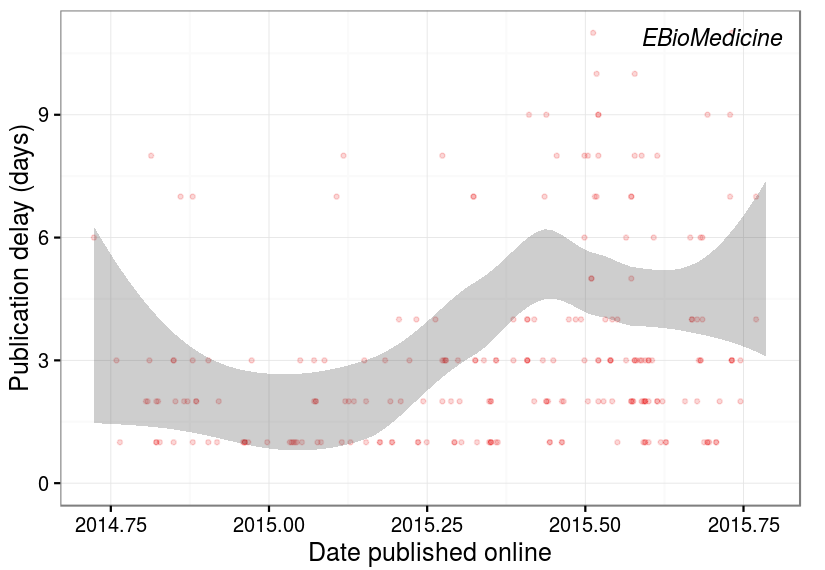 EBioMedicine
Publication delay (days)
9
6
3
0
2014.75 2015.00 2015.25 2015.50 2015.75
Date published online